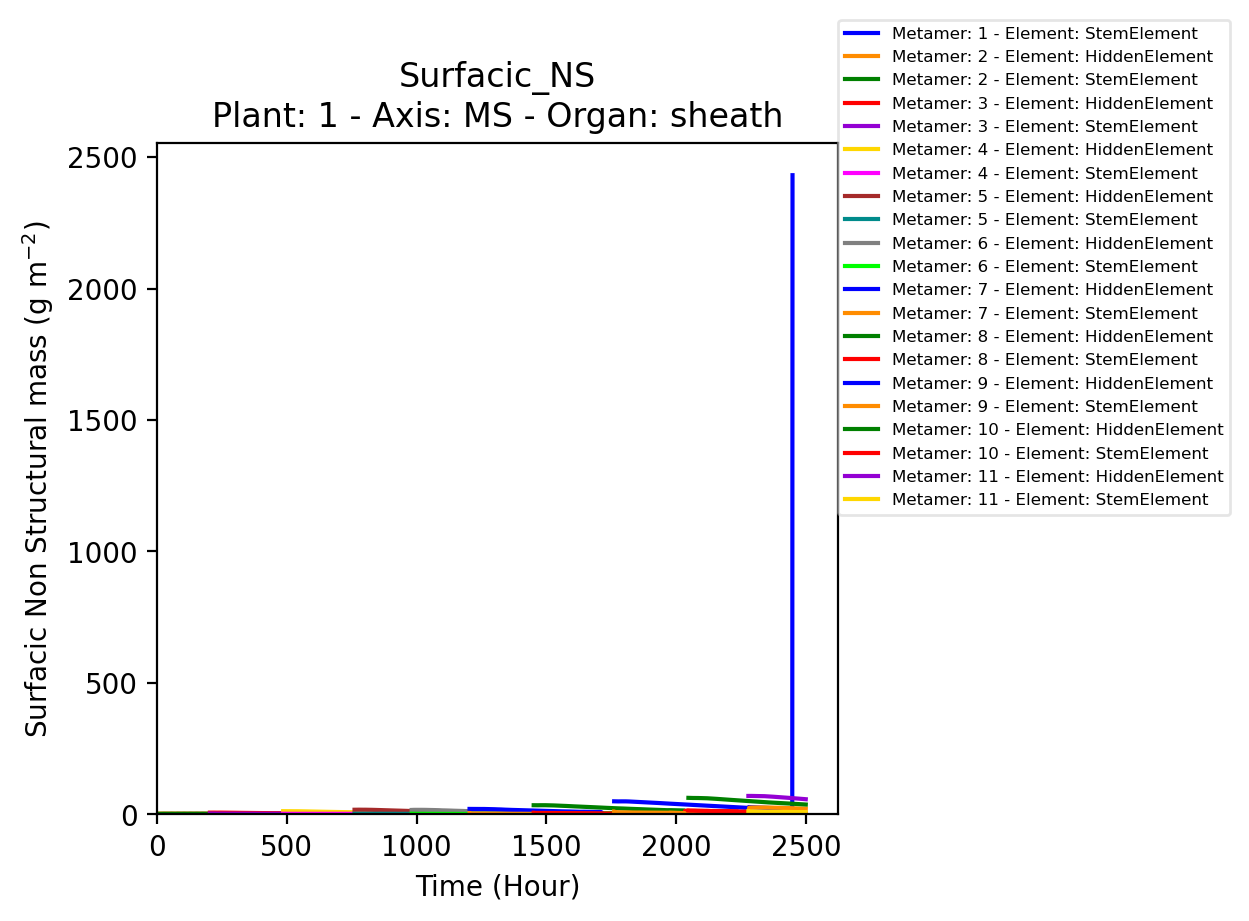 Surfacic_NS
Plant: 1 - Axis: MS - Organ: sheath
Surfacic Non Structural mass (g m⁻²)
2500
2000
1500
1000
500
0
0 500 1000 1500 2000 2500
Time (Hour)
Metamer: 1 - Element: StemElement
Metamer: 2 - Element: HiddenElement
Metamer: 2 - Element: StemElement
Metamer: 3 - Element: HiddenElement
Metamer: 3 - Element: StemElement
Metamer: 4 - Element: HiddenElement
Metamer: 4 - Element: StemElement
Metamer: 5 - Element: HiddenElement
Metamer: 5 - Element: StemElement
Metamer: 6 - Element: HiddenElement
Metamer: 6 - Element: StemElement
Metamer: 7 - Element: HiddenElement
Metamer: 7 - Element: StemElement
Metamer: 8 - Element: HiddenElement
Metamer: 8 - Element: StemElement
Metamer: 9 - Element: HiddenElement
Metamer: 9 - Element: StemElement
Metamer: 10 - Element: HiddenElement
Metamer: 10 - Element: StemElement
Metamer: 11 - Element: HiddenElement
Metamer: 11 - Element: StemElement